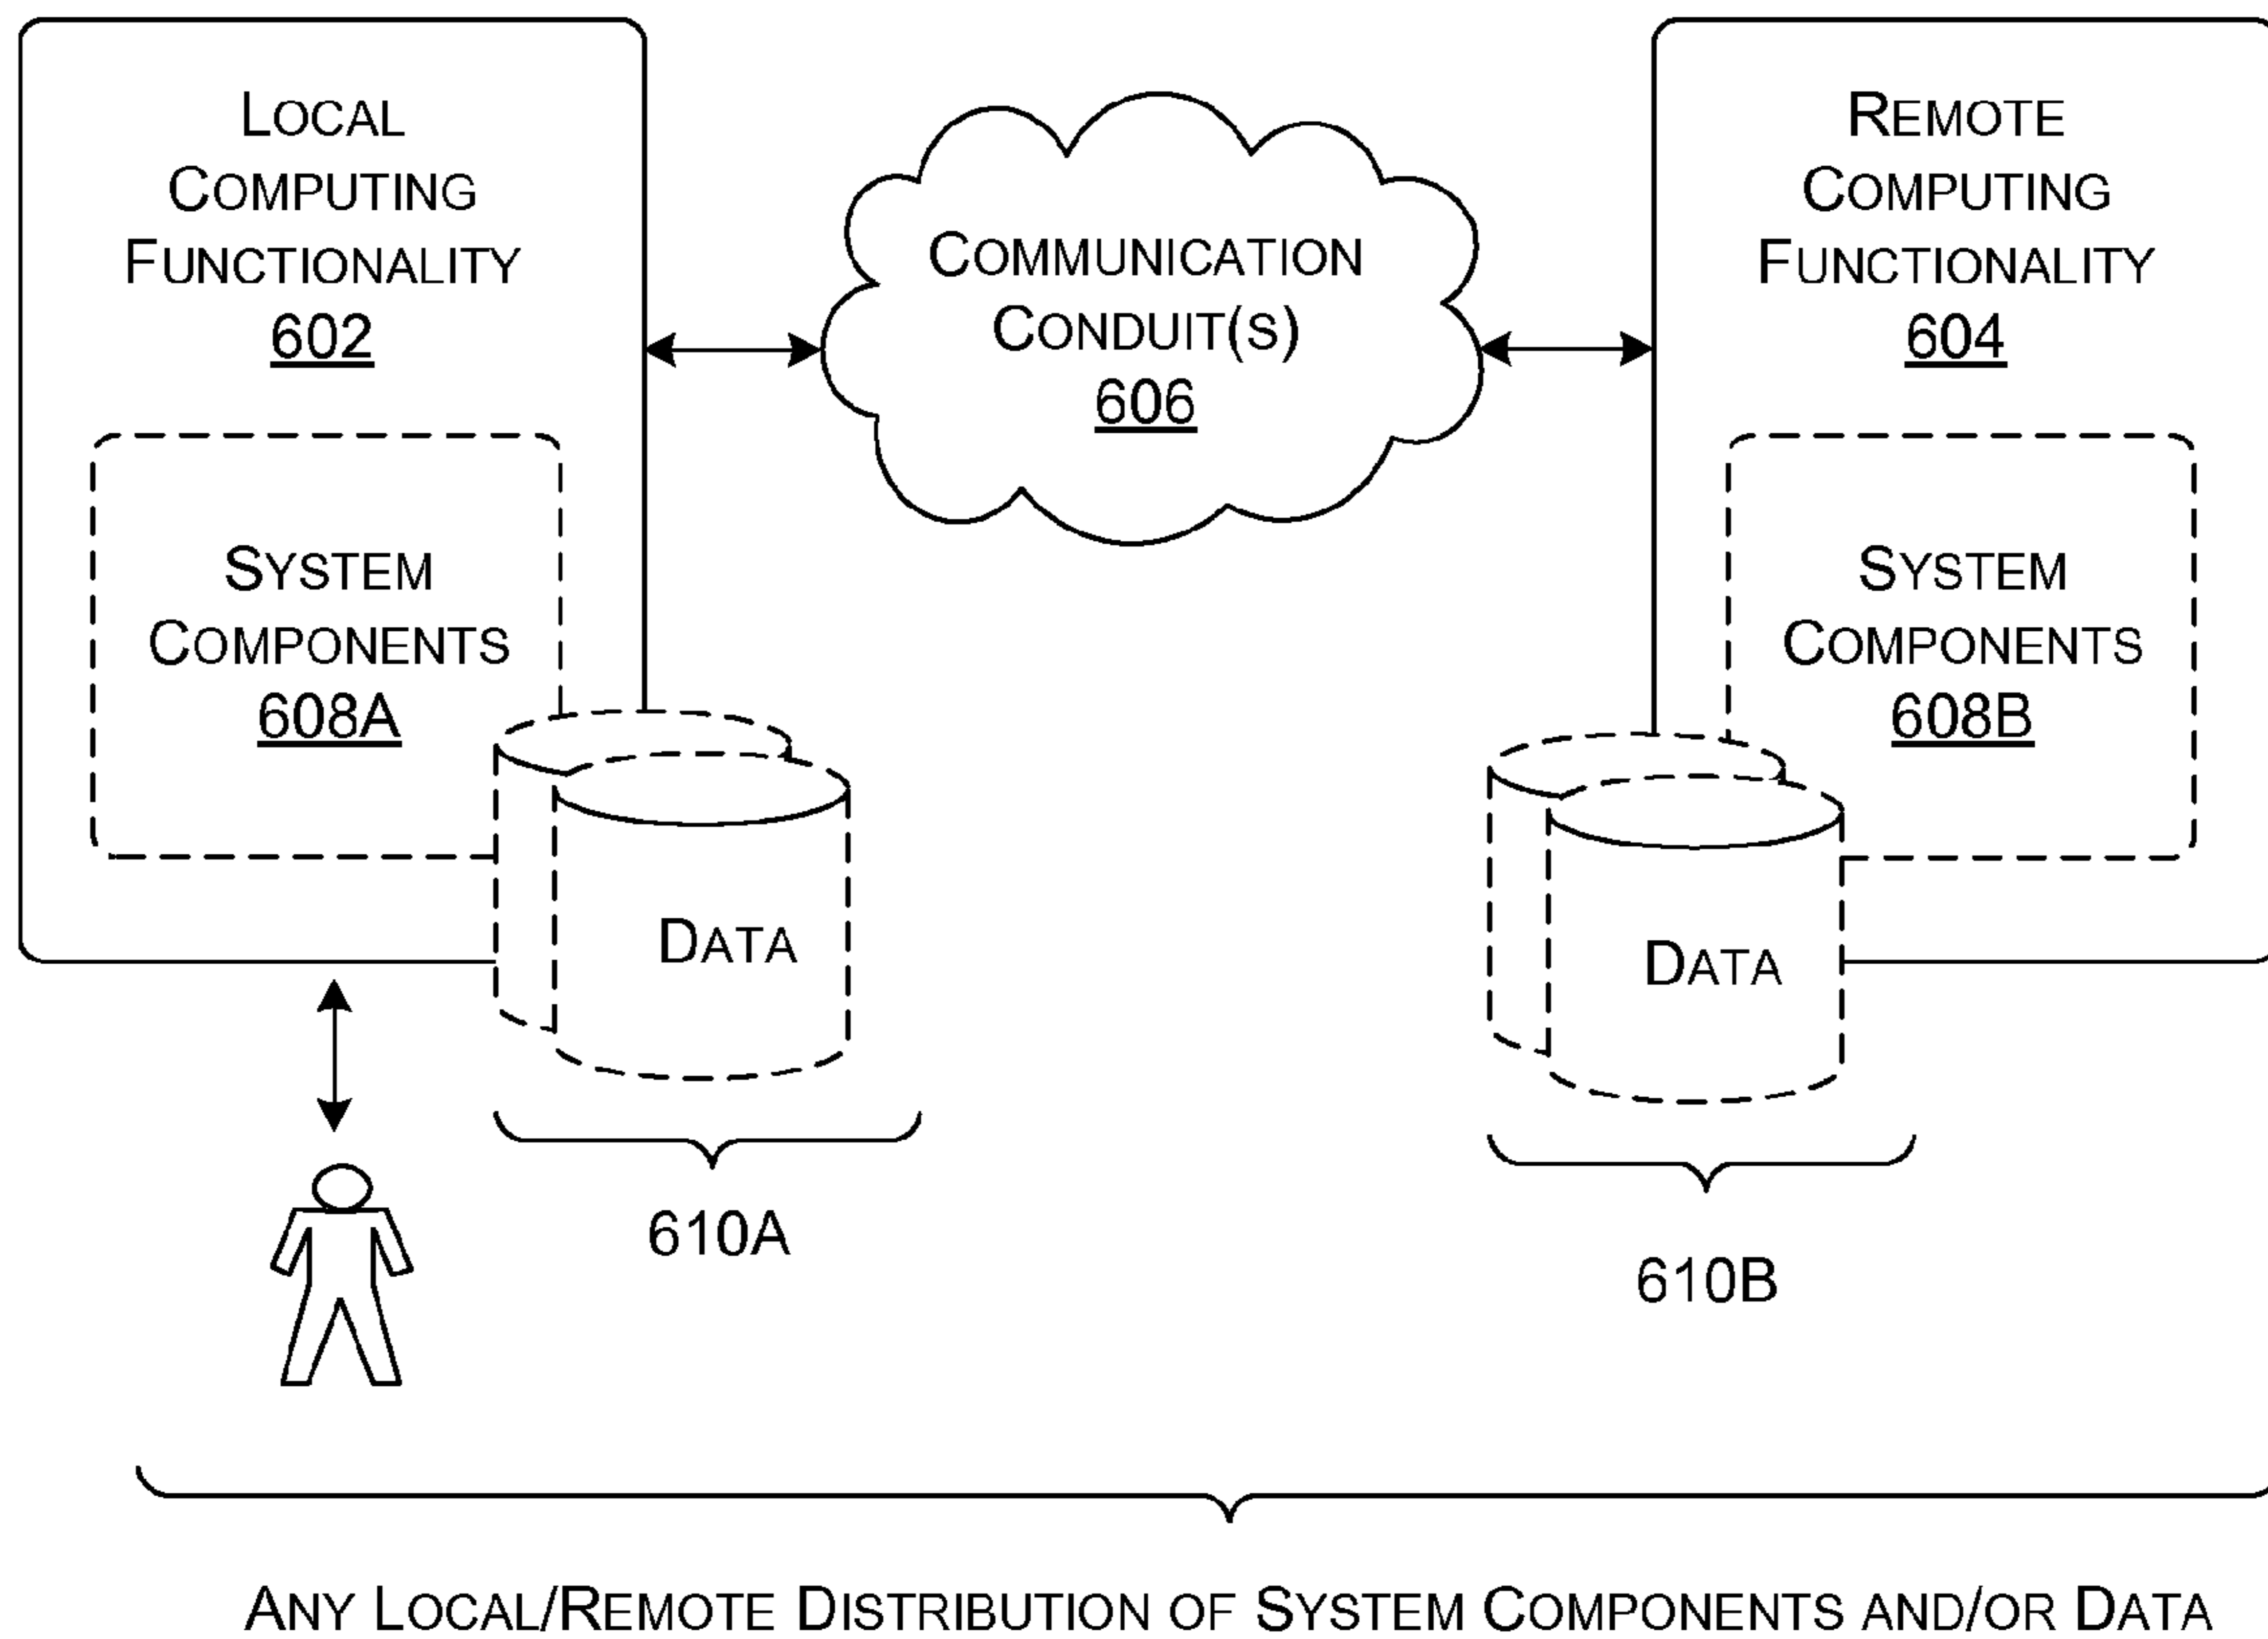 LOCAL
COMPUTING
FUNCTIONALITY
602
SYSTEM
COMPONENTS
608A
DATA
610A
COMMUNICATION
CONDUIT(S)
606
REMOTE
COMPUTING
FUNCTIONALITY
604
SYSTEM
COMPONENTS
608B
DATA
610B
ANY LOCAL/REMOTE DISTRIBUTION OF SYSTEM COMPONENTS AND/OR DATA